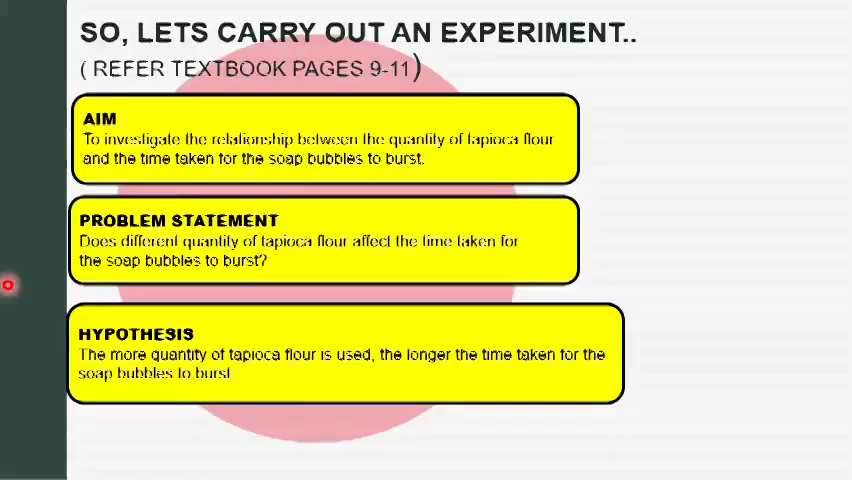 SO, LETS CARRY OUT AN EXPERIMENT..
( REFER TEXTBOOK PAGES 9-11)
AIM
To investigate the relationship between the quantity of tapioca flour
and the time taken for the soap bubbles to burst.
PROBLEM STATEMENT
Does different quantity of tapioca flour affect the time taken for
the soap bubbles to burst?
HYPOTHESIS
The more quantity of tapioca flour is used, the longer the time taken for the
soap bubbles to burst